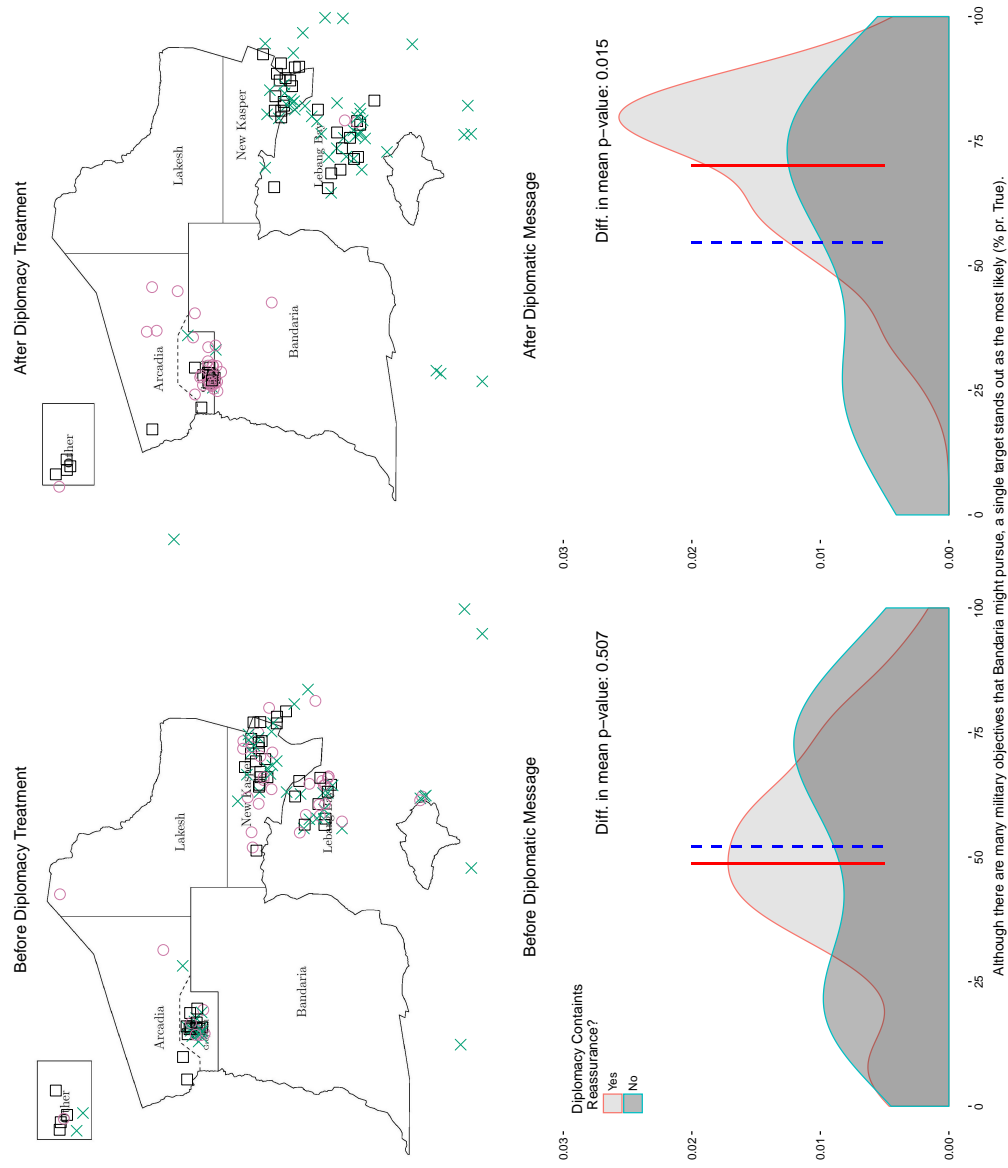 Before Diplomacy Treatment
Other
Arcadia
Lakesh
New Kasper
Bandaria
After Diplomacy Treatment
Other
Arcadia
Lakesh
New Kasper
Lebang Bay
Bandaria
Before Diplomatic Message
Diff. in mean p−value: 0.507
Diplomacy Contains
Reassurance?
Yes
No
0.03
0.02
0.01
0.00
0
25
50
75
100
After Diplomatic Message
Diff. in mean p−value: 0.015
0.03
0.02
0.01
0.00
0
25
50
75
100
Although there are many military objectives that Bandaria might pursue, a single target stands out as the most likely (% pr. True).